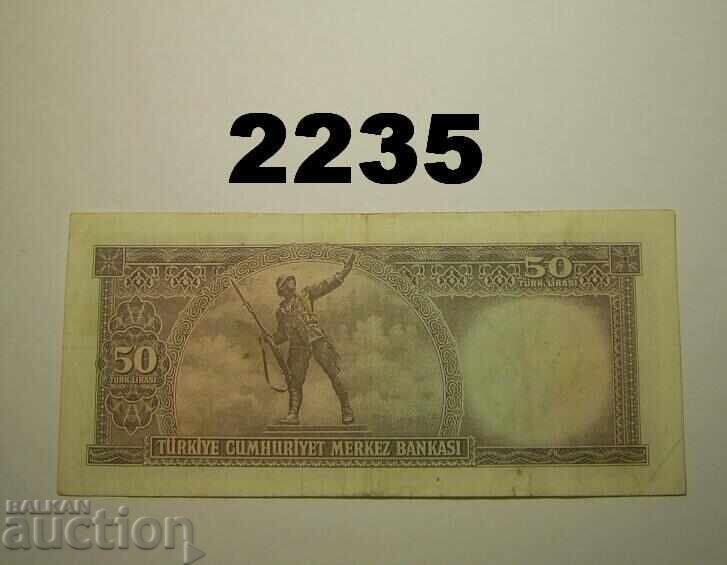 2235
50
TÜRK LİRASI
50
TÜRK LİRASI
TÜRKİYE CUMHURİYET MERKEZ BANKASI
BALKAN
auction